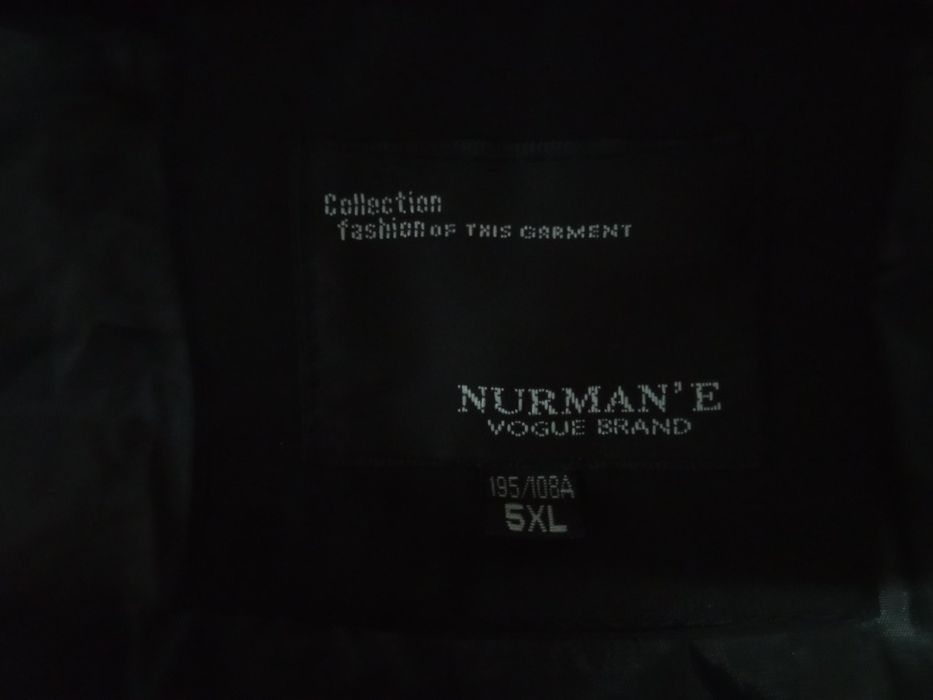 Collection
fashion OF THIS GARMENT
NURMAN'E
VOGUE BRAND
195/108A
5XL